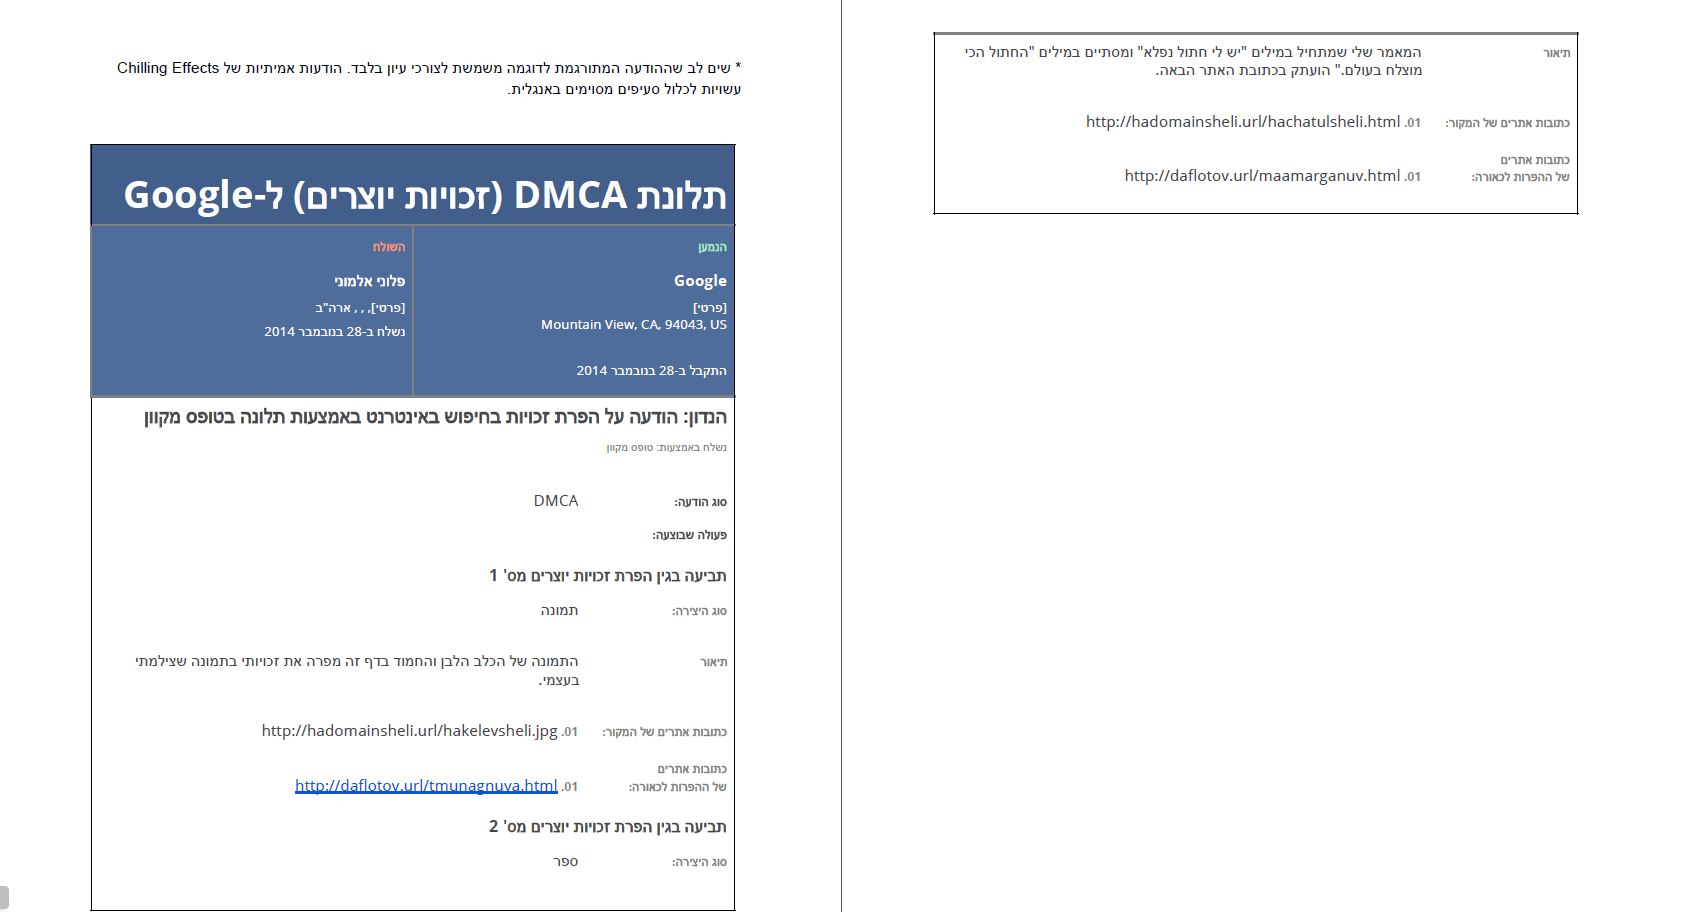 * שים לב שההודעה המתורגמת לדוגמה משמשת לצורכי עיון בלבד. הודעות אמיתיות של Chilling Effects
עשויות לכלול סעיפים מסוימים באנגלית.
תלונת DMCA (זכויות יוצרים) ל-Google
הנמען
Google
[פרטי]
Mountain View, CA, 94043, US
התקבל ב-28 בנובמבר 2014
השולח
פלוני אלמוני
[פרטי], , , ארה"ב
נשלח ב-28 בנובמבר 2014
הנדון: הודעה על הפרת זכויות בחיפוש באינטרנט באמצעות תלונה בטופס מקוון
נשלח באמצעות: טופס מקוון
סוג הודעה: DMCA
פעולה שבוצעה:
תביעה בגין הפרת זכויות יוצרים מס' 1
סוג היצירה: תמונה
תיאור התמונה של הכלב הלבן והחמוד בדף זה מפרה את זכויותי בתמונה שצילמתי
בעצמי.
כתובות אתרים של המקור: 01. http://hadomainsheli.url/hakelevsheli.jpg
כתובות אתרים
של ההפרות לכאורה: 01. http://daflotov.url/tmunagnuva.html
תביעה בגין הפרת זכויות יוצרים מס' 2
סוג היצירה: ספר
תיאור המאמר שלי שמתחיל במילים "יש לי חתול נפלא" ומסתיים במילים "החתול הכי
מוצלח בעולם." הועתק בכתובת האתר הבאה.
כתובות אתרים של המקור: 01. http://hadomainsheli.url/hachatulsheli.html
כתובות אתרים
של ההפרות לכאורה: 01. http://daflotov.url/maamarganuv.html